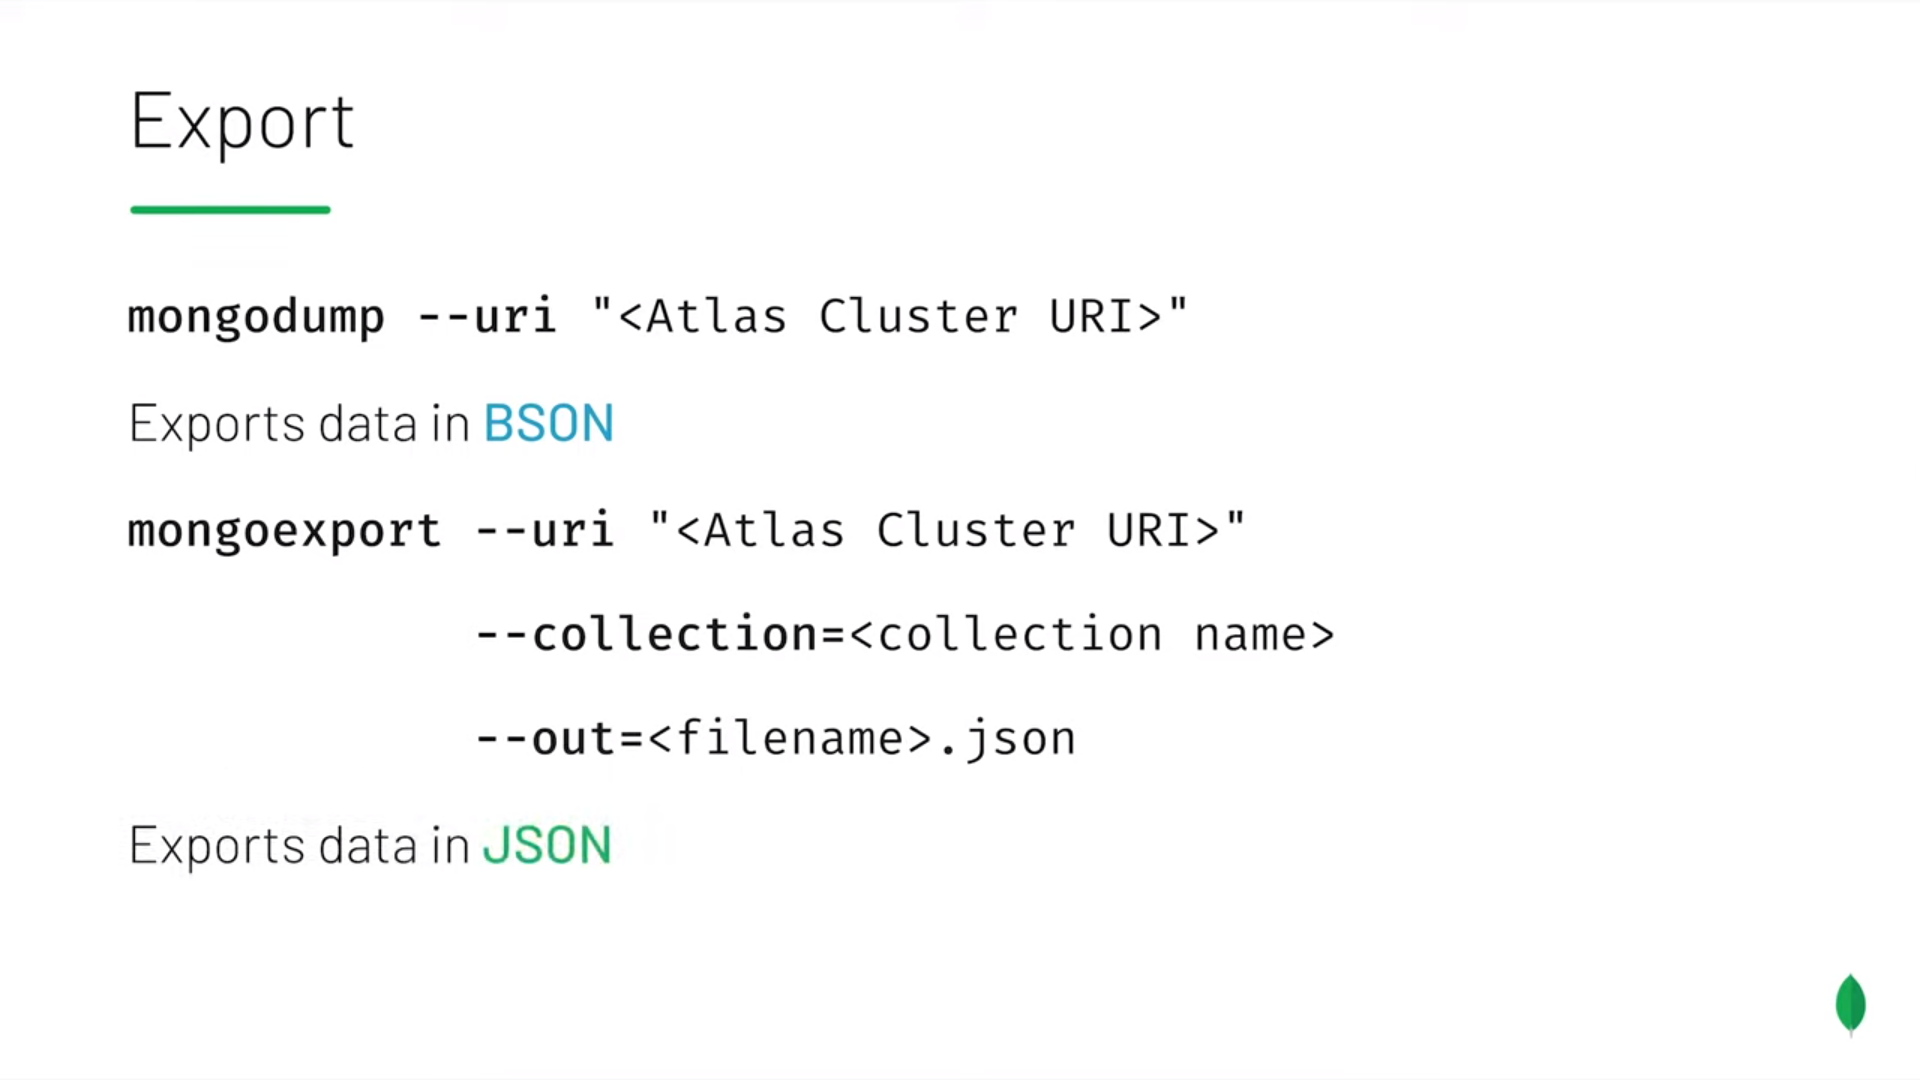 Export
mongodump --uri "<Atlas Cluster URI>"
Exports data in BSON
mongoexport --uri "<Atlas Cluster URI>"
--collection=<collection name>
--out=<filename>.json
Exports data in JSON